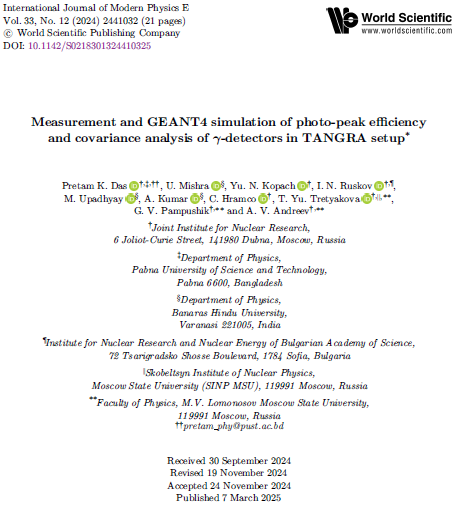 International Journal of Modern Physics E
Vol. 33, No. 12 (2024) 2441032 (21 pages)
© World Scientific Publishing Company
DOI: 10.1142/S0218301324410325
World Scientific
www.worldscientific.com
Measurement and GEANT4 simulation of photo-peak efficiency
and covariance analysis of γ-detectors in TANGRA setup*
Pretam K. Das iD†,‡,††, U. Mishra iD§, Yu. N. Kopach iD†, I. N. Ruskov iD†,¶,
M. Upadhyay iD§, A. Kumar iD§, C. Hramco iD†, T. Yu. Tretyakova iD†,‖,**,
G. V. Pampushik†,** and A. V. Andreev†,**
†Joint Institute for Nuclear Research,
6 Joliot-Curie Street, 141980 Dubna, Moscow, Russia
‡Department of Physics,
Pabna University of Science and Technology,
Pabna 6600, Bangladesh
§Department of Physics,
Banaras Hindu University,
Varanasi 221005, India
¶Institute for Nuclear Research and Nuclear Energy of Bulgarian Academy of Science,
72 Tsarigradsko Shosse Boulevard, 1784 Sofia, Bulgaria
‖Skobeltsyn Institute of Nuclear Physics,
Moscow State University (SINP MSU), 119991 Moscow, Russia
**Faculty of Physics, M.V. Lomonosov Moscow State University,
119991 Moscow, Russia
††pretam_phy@pust.ac.bd
Received 30 September 2024
Revised 19 November 2024
Accepted 24 November 2024
Published 7 March 2025